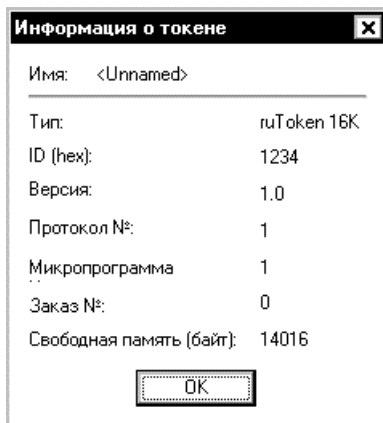 Информация о токене
Имя: <Unnamed>
Тип: ruToken 16K
ID (hex): 1234
Версия: 1.0
Протокол №: 1
Микропрограмма 1
Заказ №: 0
Свободная память (байт): 14016
OK